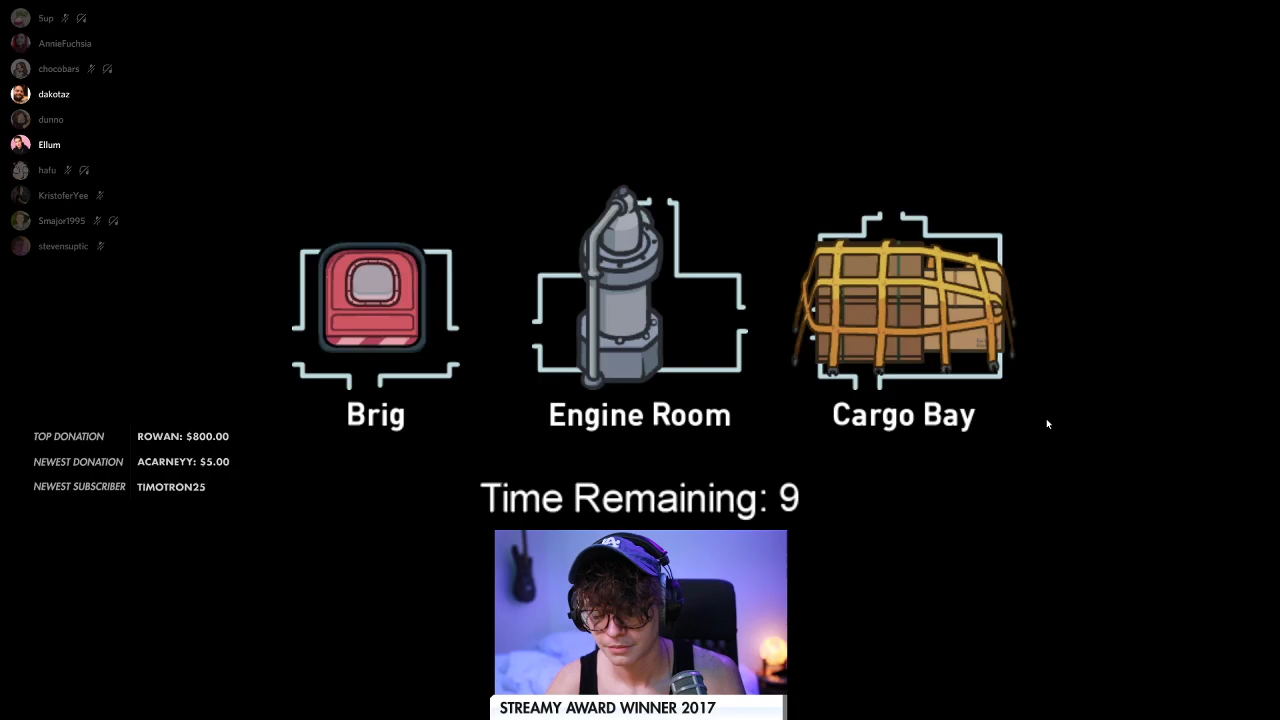 5up
AnnieFuchsia
chocobars
dakotaz
dunno
Ellum
hafu
KristoferYee
Smajor1995
stevensuptic
Brig
Engine Room
Cargo Bay
TOP DONATION ROWAN: $800.00
NEWEST DONATION ACARNEYY: $5.00
NEWEST SUBSCRIBER TIMOTRON25
Time Remaining: 9
STREAMY AWARD WINNER 2017